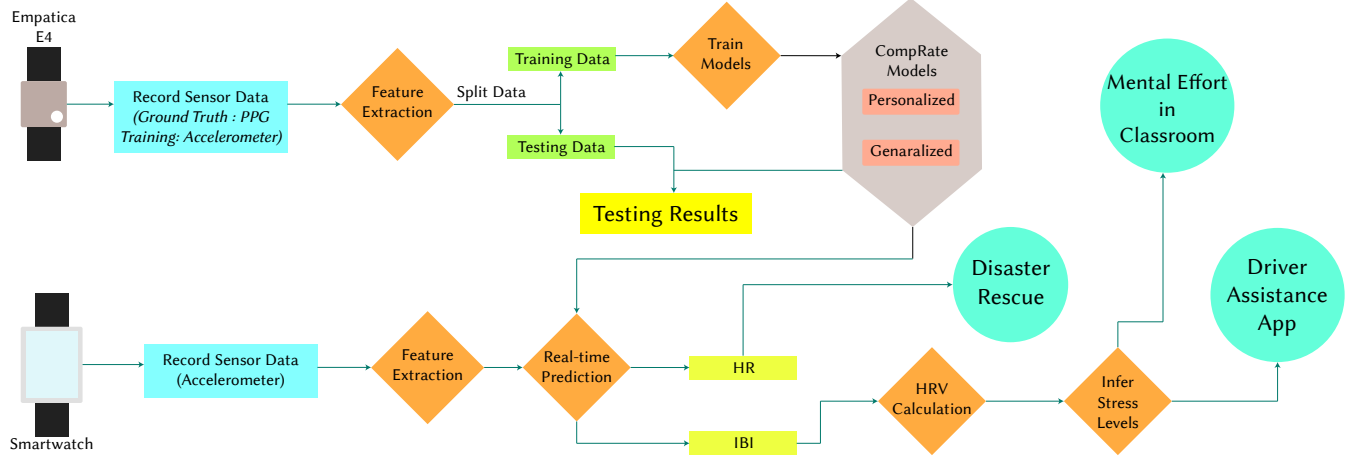 Empatica
E4
Record Sensor Data
(Ground Truth : PPG
Training: Accelerometer)
Feature
Extraction
Split Data
Training Data
Testing Data
Train
Models
CompRate
Models
Personalized
Genaralized
Testing Results
Mental Effort
in
Classroom
Disaster
Rescue
Driver
Assistance
App
Smartwatch
Record Sensor Data
(Accelerometer)
Feature
Extraction
Real-time
Prediction
HR
IBI
HRV
Calculation
Infer
Stress
Levels